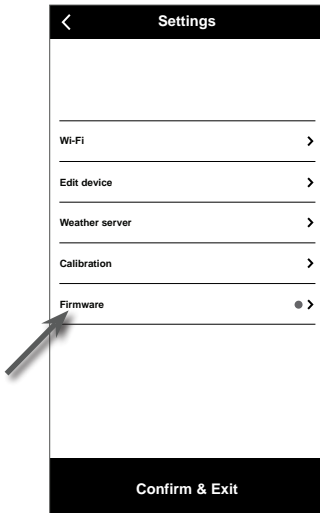 Settings
Wi-Fi
Edit device
Weather server
Calibration
Firmware
Confirm & Exit